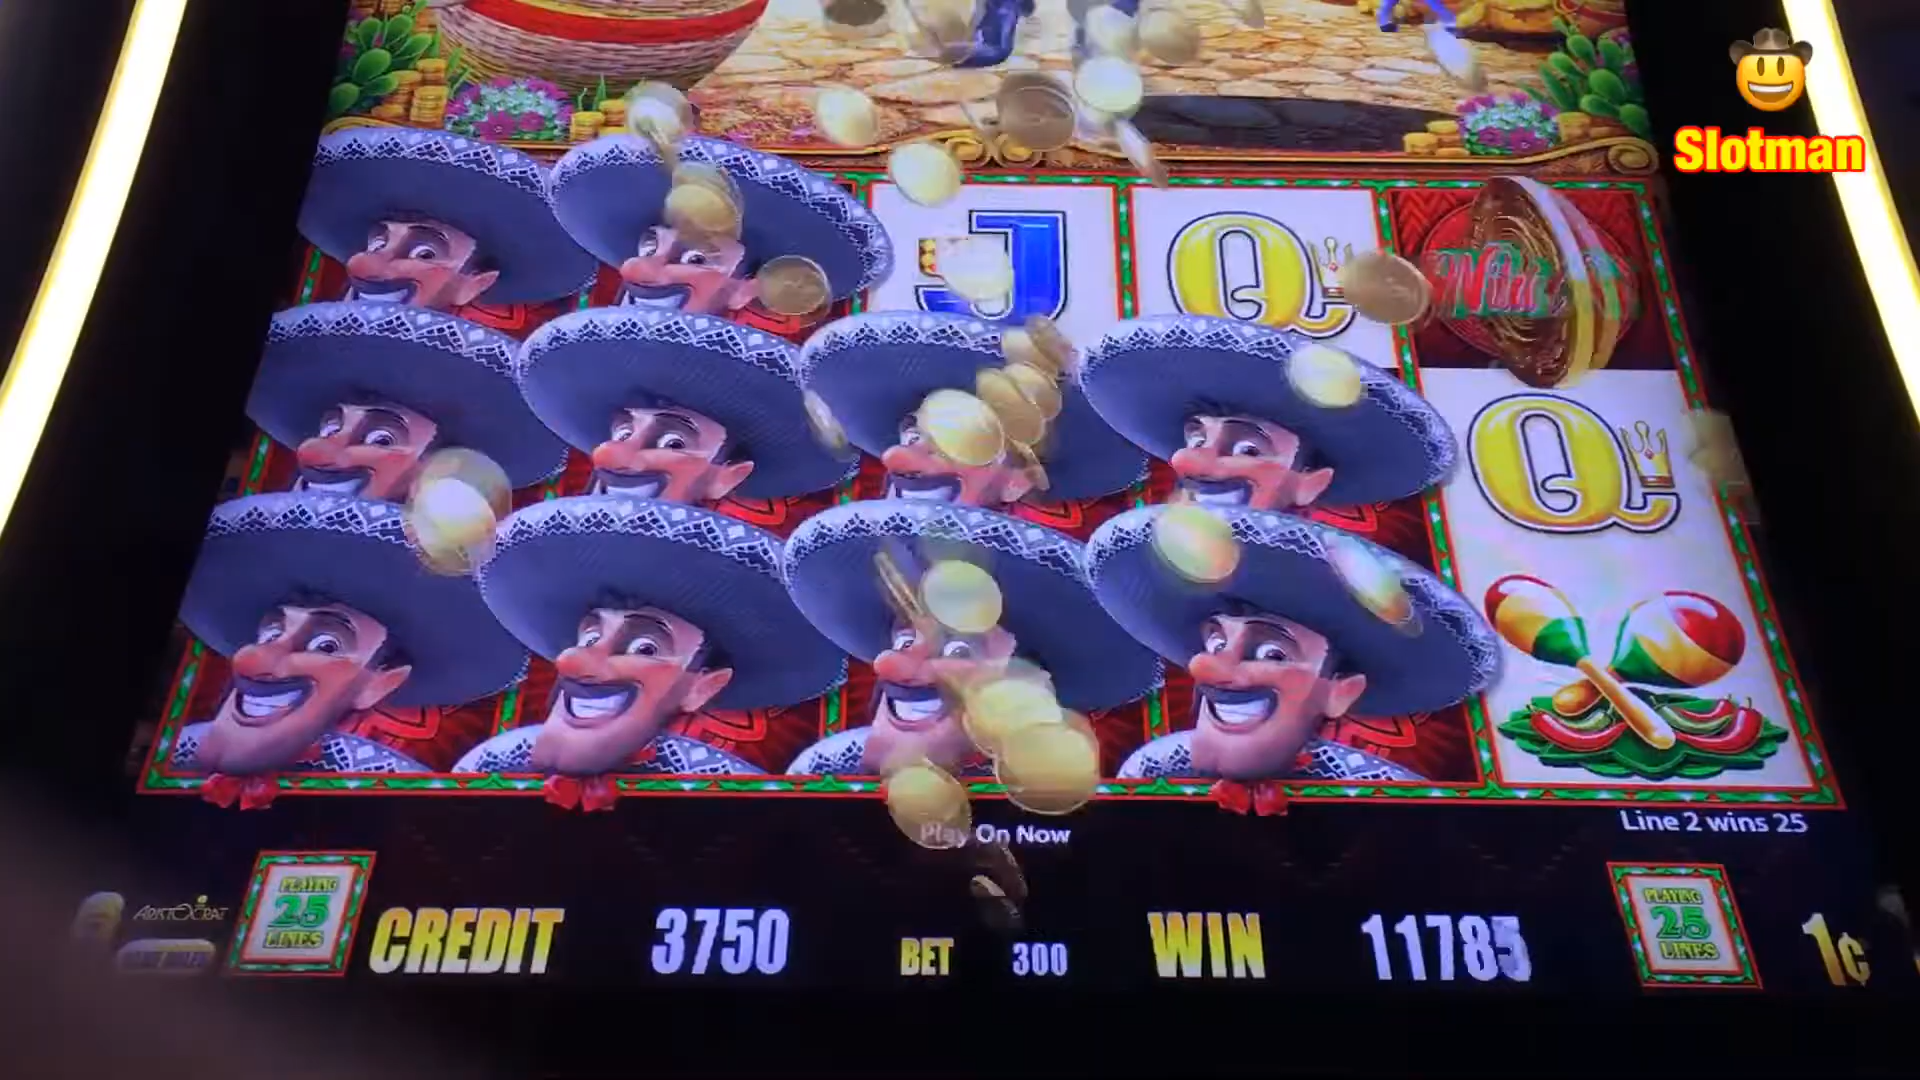 Slotman
J
Q
Wild
Q
Play On Now
Line 2 wins 25
ARISTOCRAT
PLAYING
25
LINES
CREDIT 3750
BET 300
WIN 11785
PLAYING
25
LINES
1¢